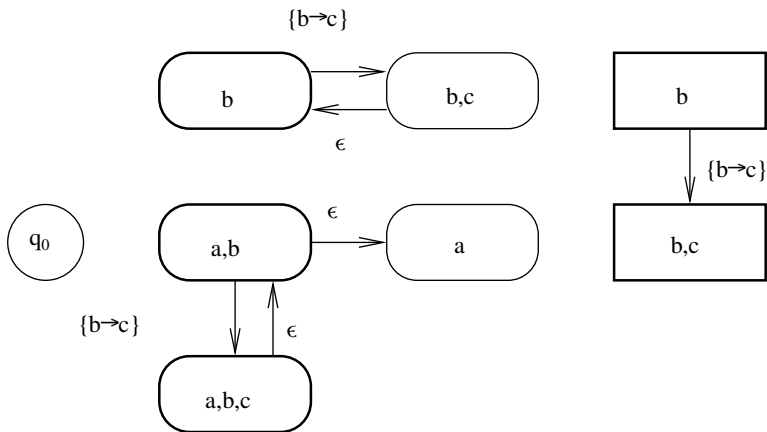 {b→c}
b
b,c
b
ϵ
{b→c}
q₀
a,b
ϵ
a
b,c
{b→c}
ϵ
a,b,c